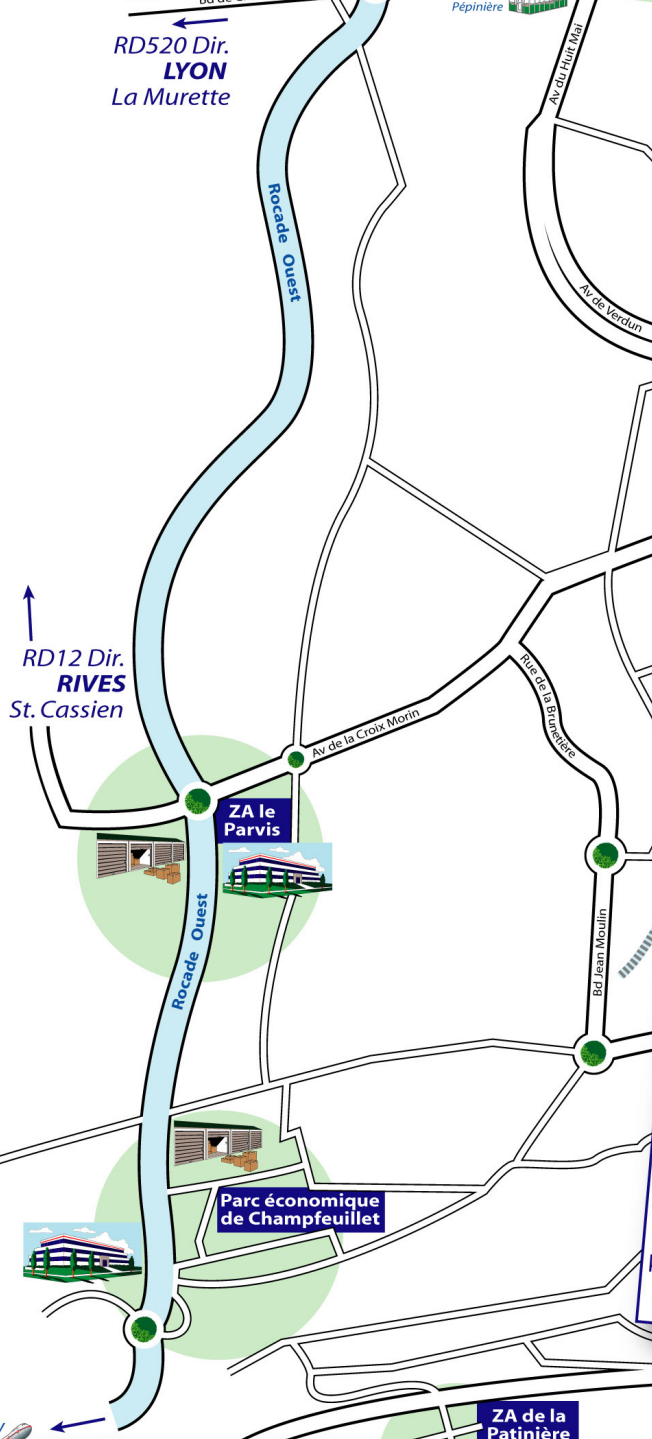 Pépinière
RD520 Dir.
LYON
La Murette
Av du Huit Mai
Rocade Ouest
Av de Verdun
RD12 Dir.
RIVES
St. Cassien
Rue de la Brunetière
Av de la Croix Morin
ZA le
Parvis
Rocade Ouest
Bd Jean Moulin
Parc économique
de Champfeuillet
ZA de la
Patinière